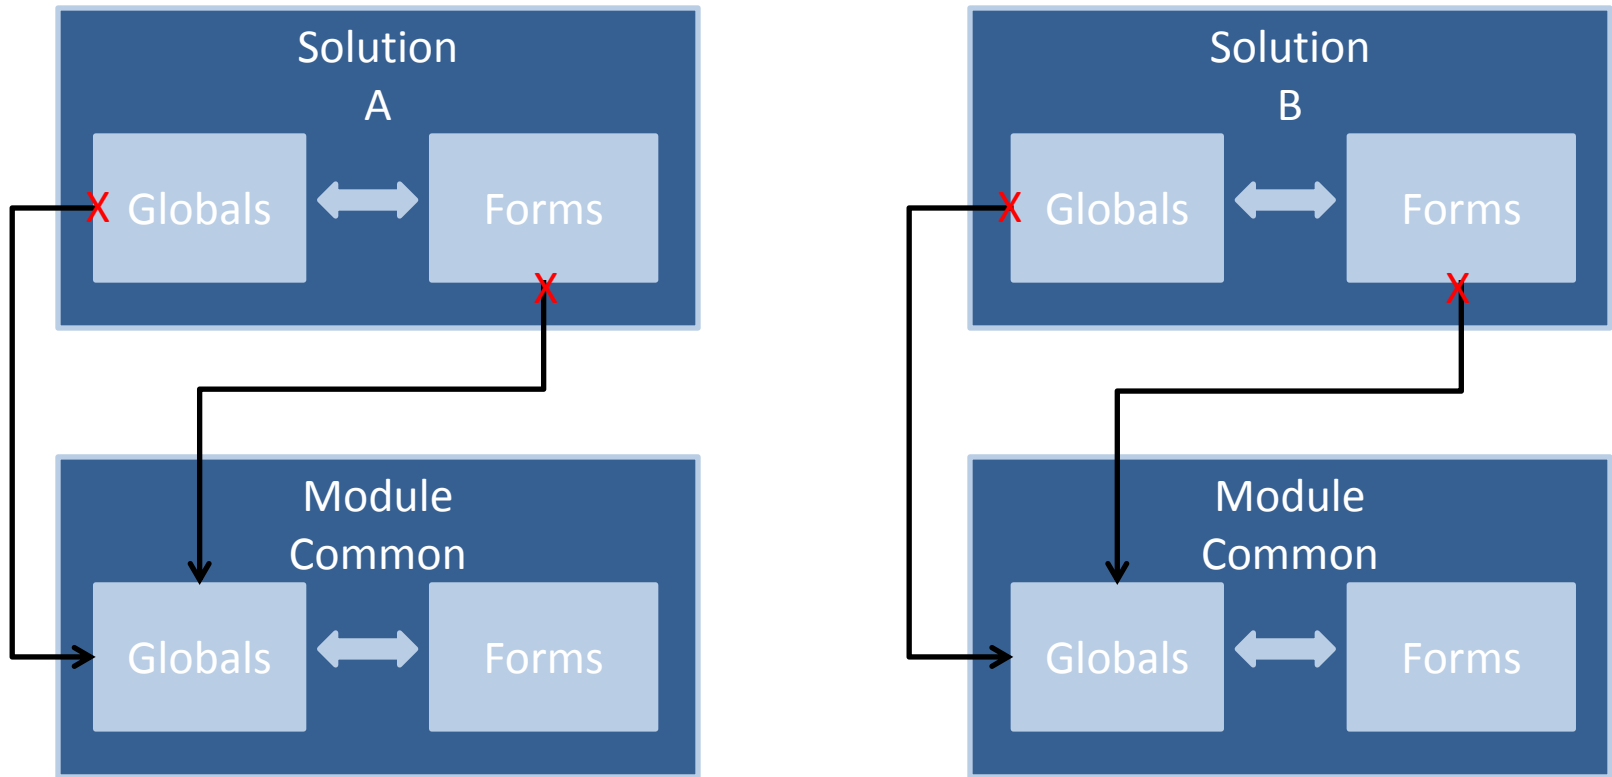 Solution
A
X Globals
Forms
X
Module
Common
Globals
Forms
Solution
B
X Globals
Forms
X
Module
Common
Globals
Forms